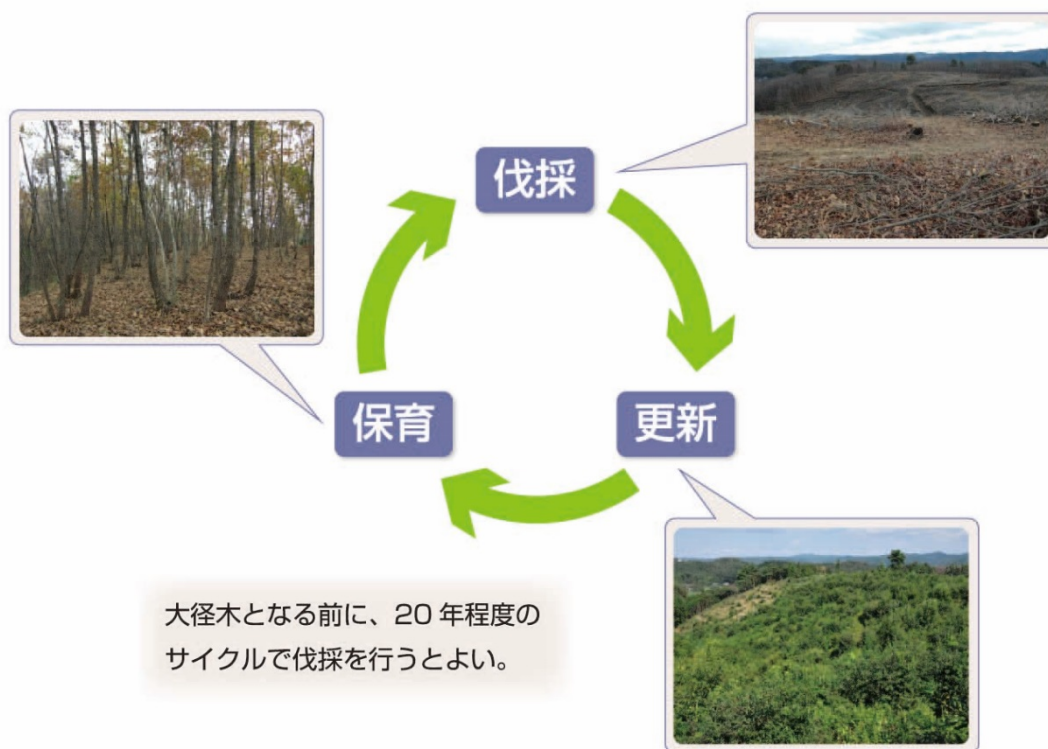 伐採
保育
更新
大径木となる前に、20 年程度の
サイクルで伐採を行うとよい。